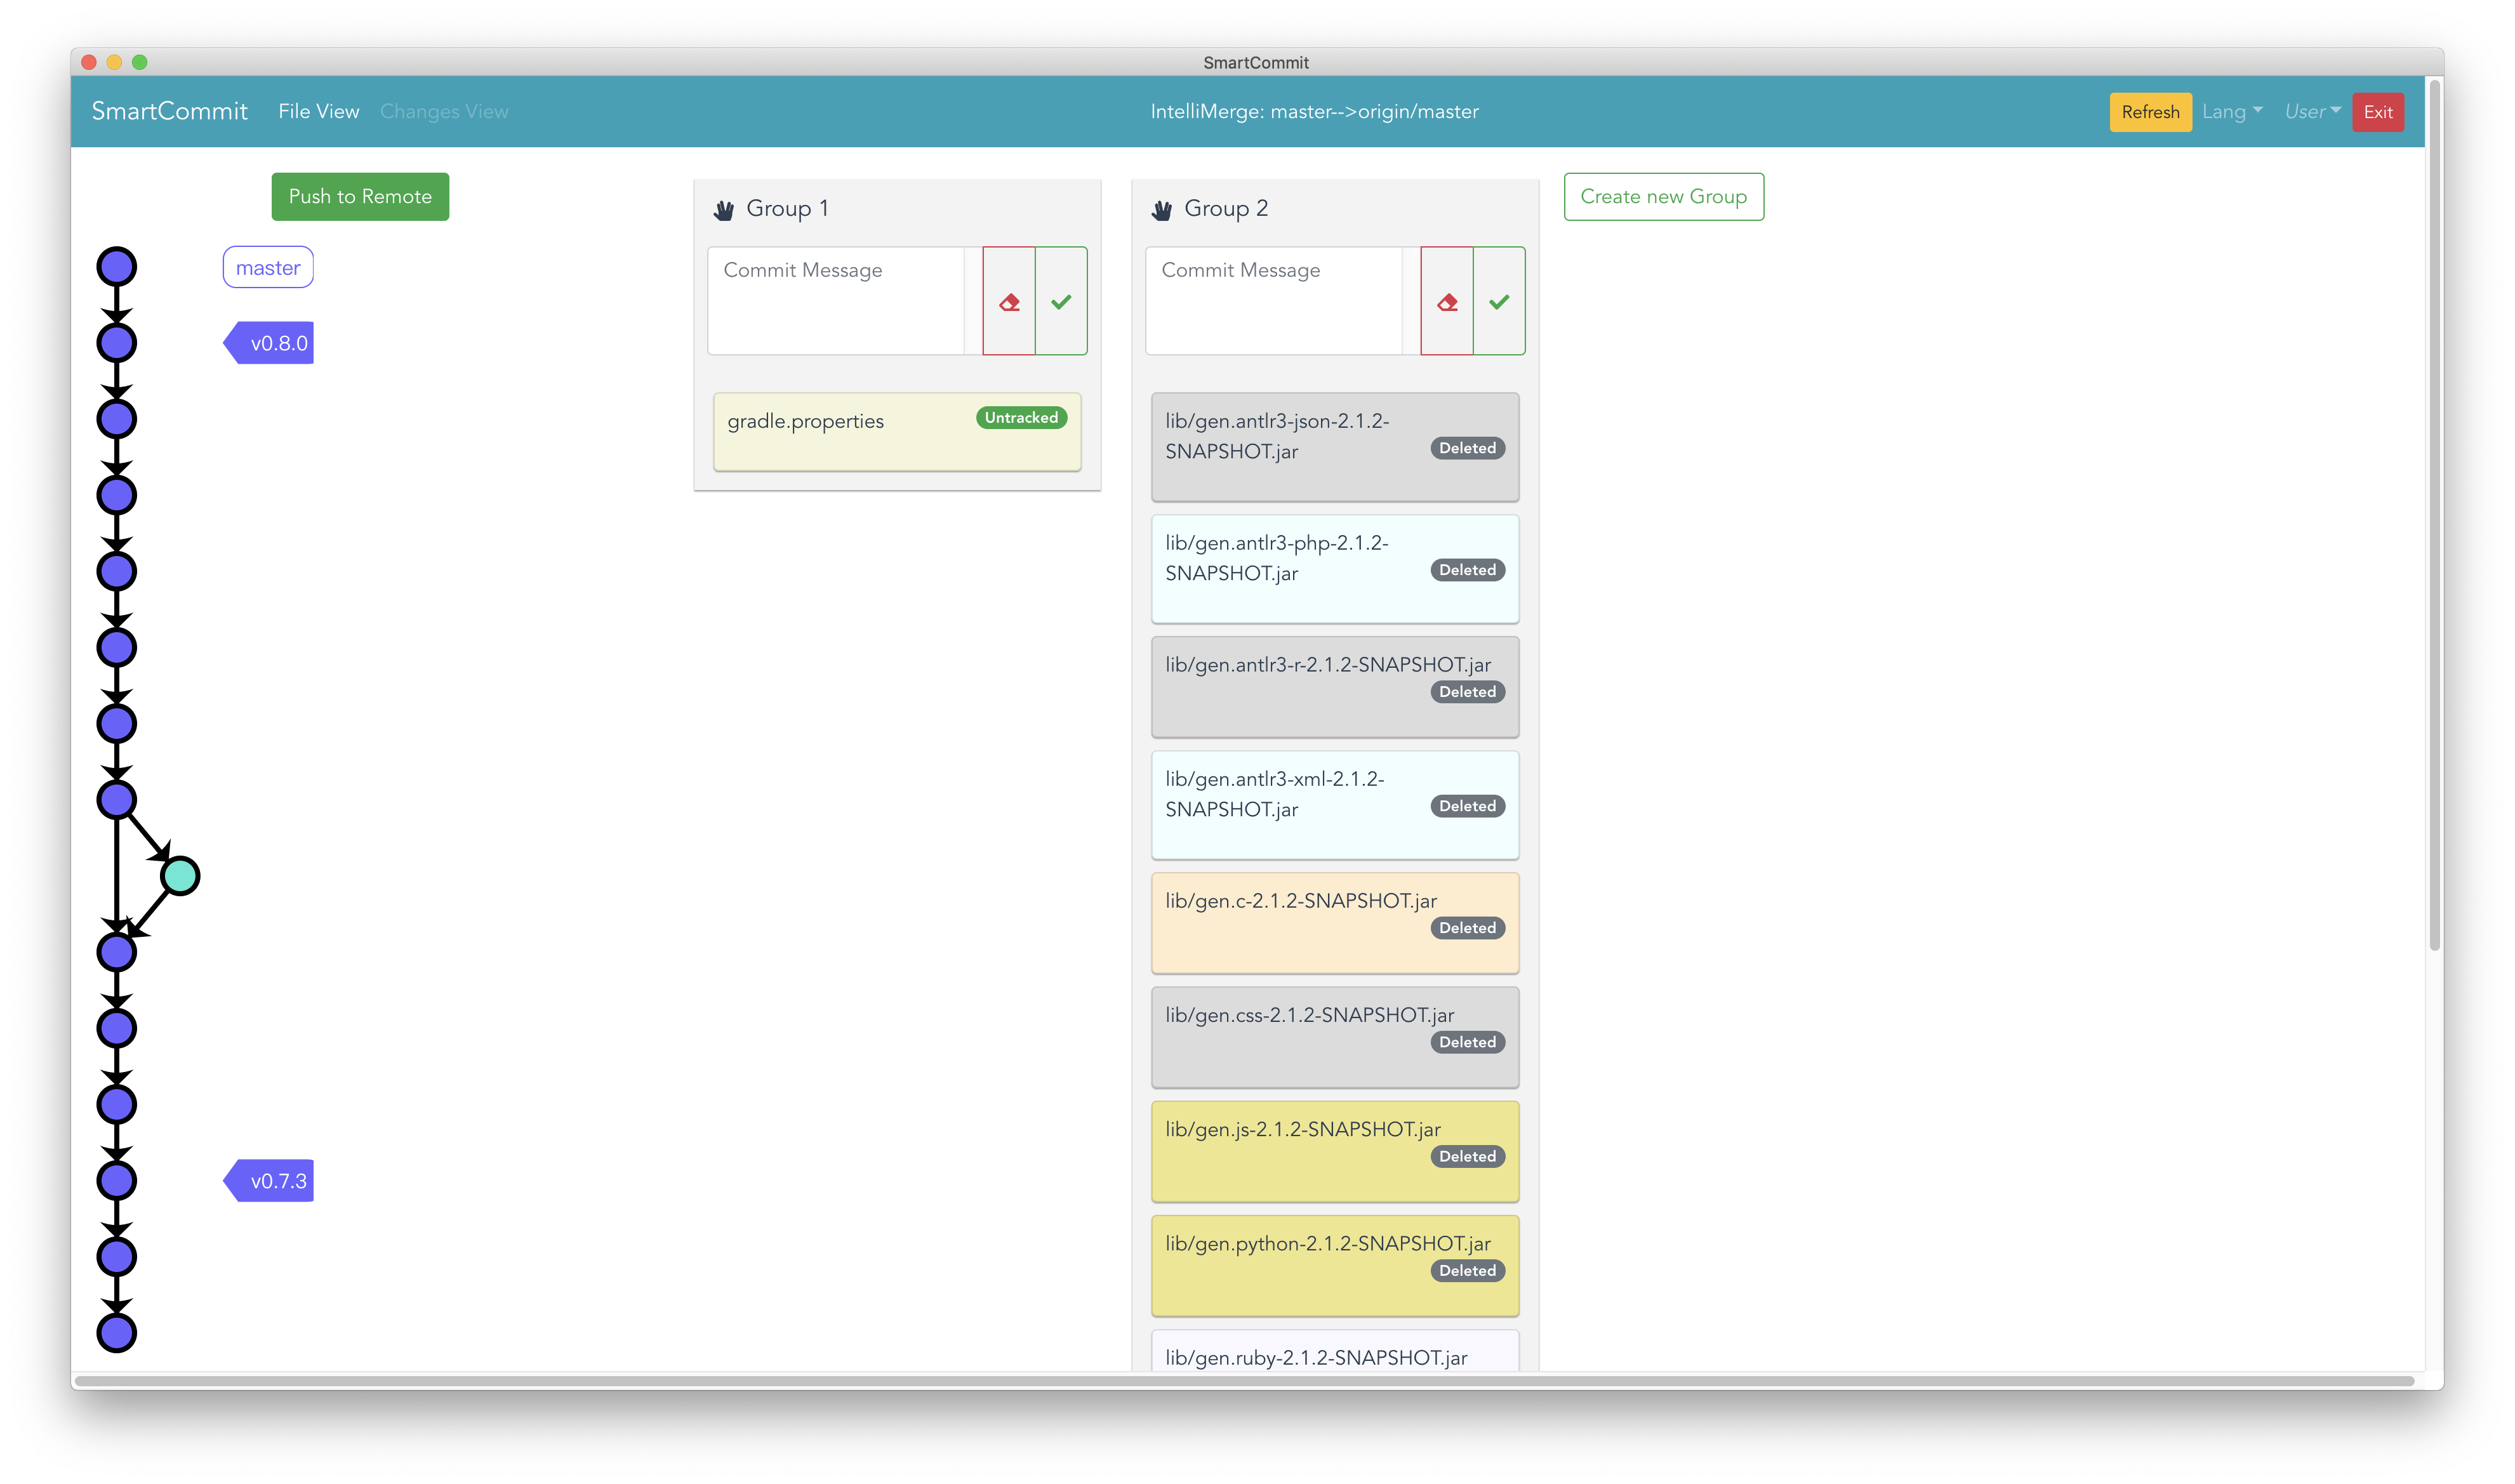 SmartCommit
SmartCommit File View Changes View IntelliMerge: master-->origin/master Refresh Lang User Exit
Push to Remote
master
v0.8.0
v0.7.3
Group 1
Commit Message
gradle.properties Untracked
Group 2
Commit Message
lib/gen.antlr3-json-2.1.2-
SNAPSHOT.jar Deleted
lib/gen.antlr3-php-2.1.2-
SNAPSHOT.jar Deleted
lib/gen.antlr3-r-2.1.2-SNAPSHOT.jar
Deleted
lib/gen.antlr3-xml-2.1.2-
SNAPSHOT.jar Deleted
lib/gen.c-2.1.2-SNAPSHOT.jar
Deleted
lib/gen.css-2.1.2-SNAPSHOT.jar
Deleted
lib/gen.js-2.1.2-SNAPSHOT.jar
Deleted
lib/gen.python-2.1.2-SNAPSHOT.jar
Deleted
lib/gen.ruby-2.1.2-SNAPSHOT.jar
Create new Group